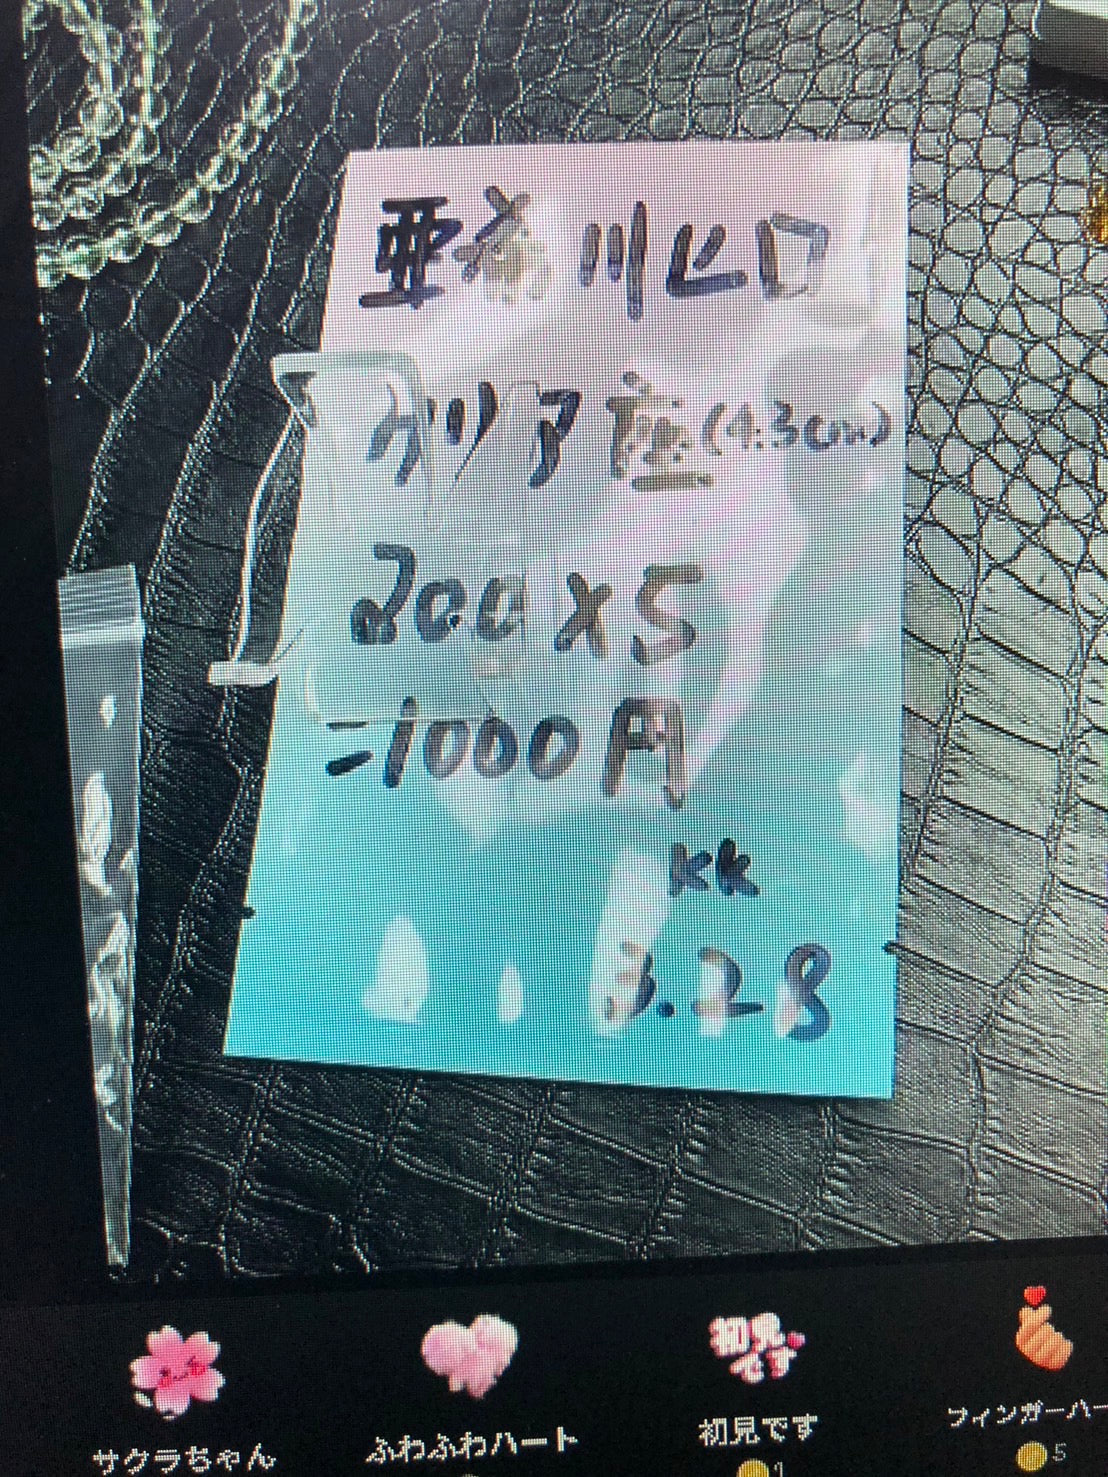 亜希川ヒロ
クリア座(4.3cm)
200×5
=1000円
kk
3.28
初見です
サクラちゃん
ふわふわハート
初見です
フィンガーハー
1
5